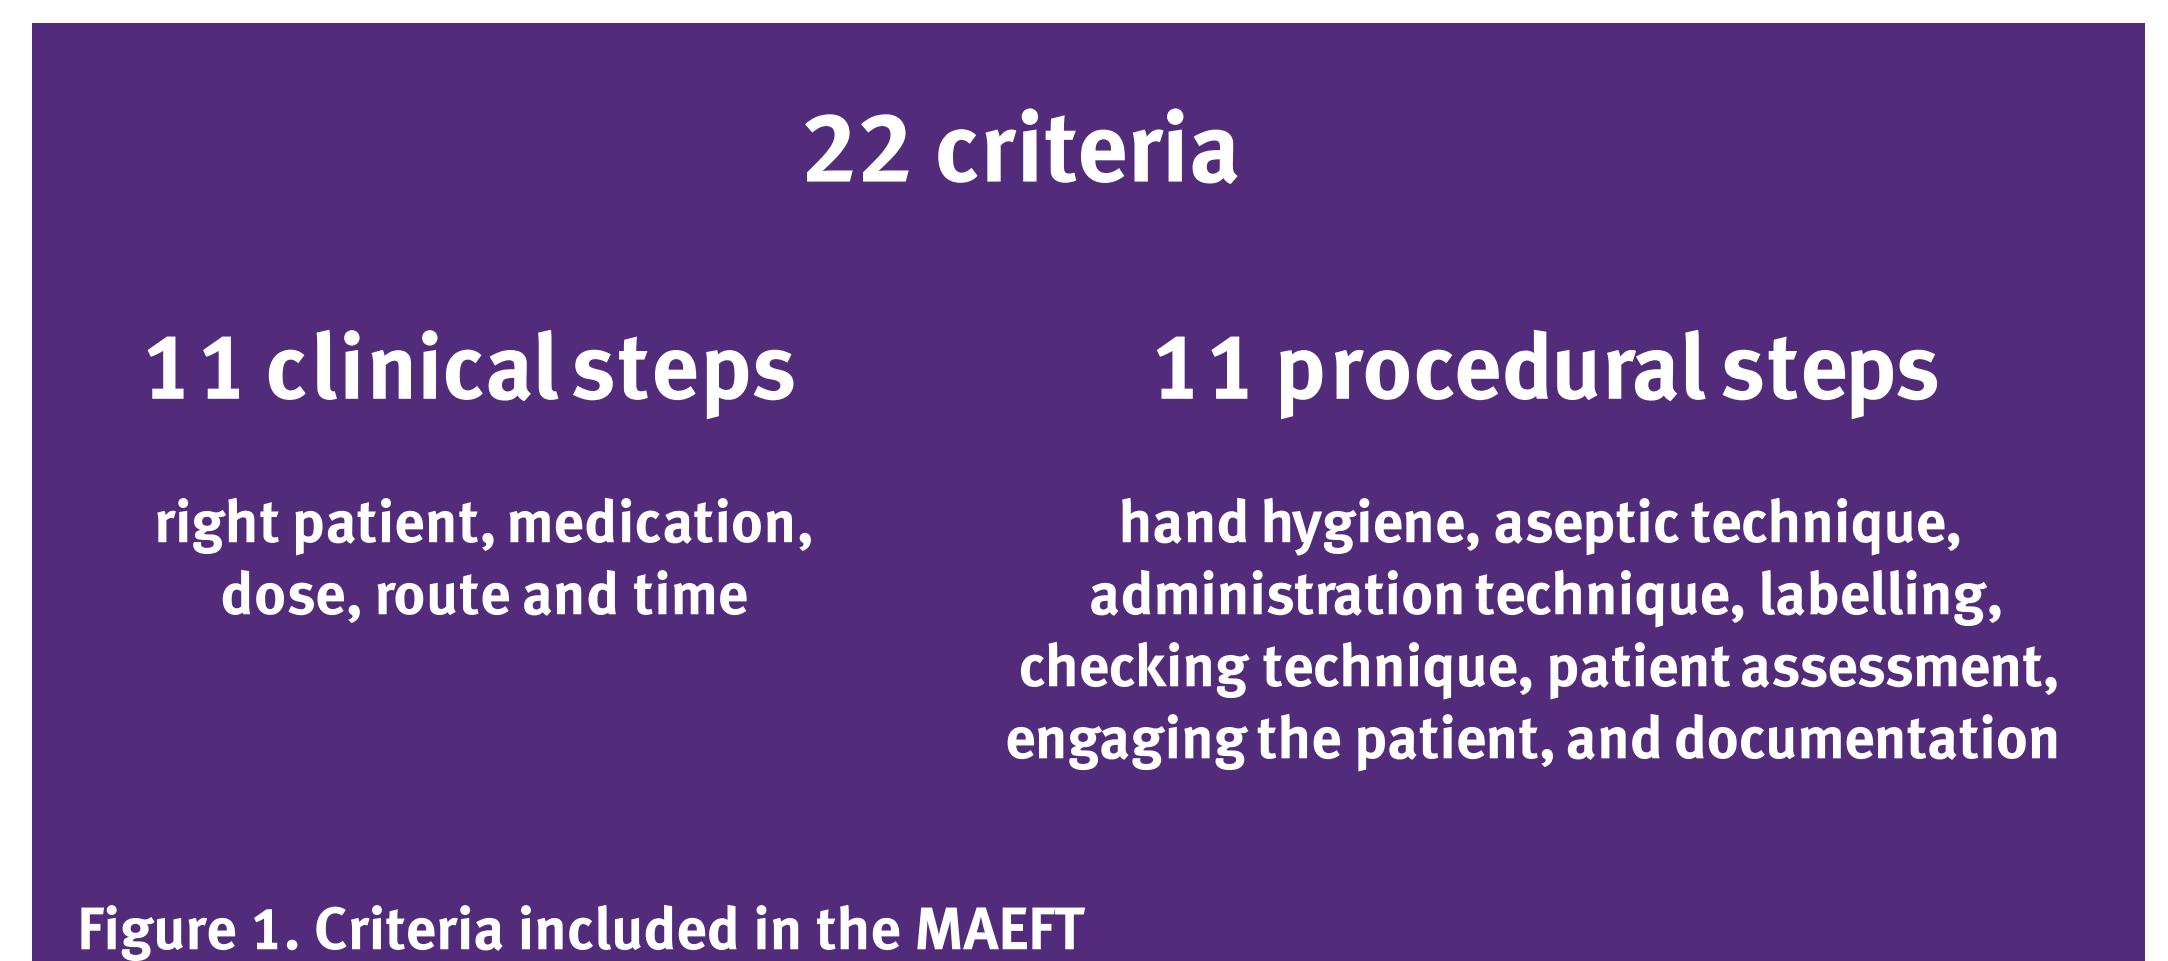 22 criteria
11 clinical steps
right patient, medication,
dose, route and time
11 procedural steps
hand hygiene, aseptic technique,
administration technique, labelling,
checking technique, patient assessment,
engaging the patient, and documentation
Figure 1. Criteria included in the MAEFT